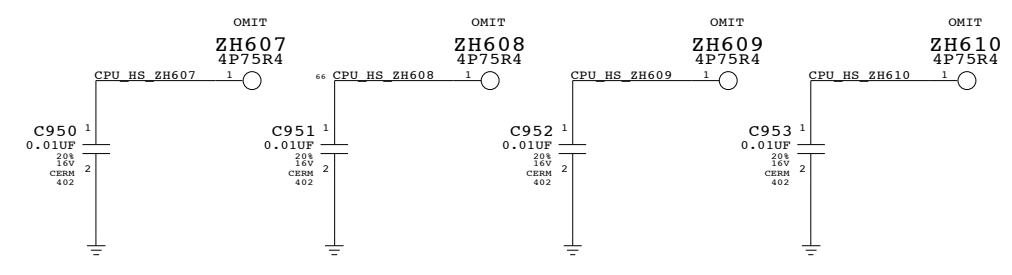 OMIT
ZH607
4P75R4
CPU_HS_ZH607 1
C950 1
0.01UF
20%
16V
CERM
402
2
OMIT
ZH608
4P75R4
66 CPU_HS_ZH608 1
C951 1
0.01UF
20%
16V
CERM
402
2
OMIT
ZH609
4P75R4
CPU_HS_ZH609 1
C952 1
0.01UF
20%
16V
CERM
402
2
OMIT
ZH610
4P75R4
CPU_HS_ZH610 1
C953 1
0.01UF
20%
16V
CERM
402
2